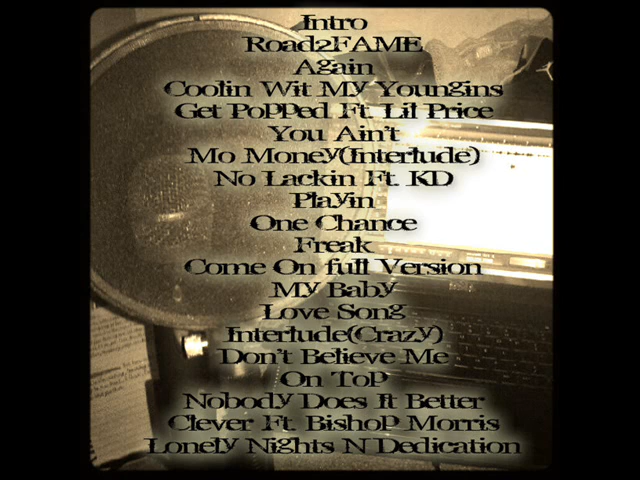 Intro
Road2FAME
Again
Coolin Wit My Youngins
Get Popped Ft. Lil Price
You Ain't
Mo Money(Interlude)
No Lackin Ft. KD
Playin
One Chance
Freak
Come On full Version
My Baby
Love Song
Interlude(Crazy)
Don't Believe Me
On Top
Nobody Does It Better
Clever Ft. Bishop Morris
Lonely Nights N Dedication